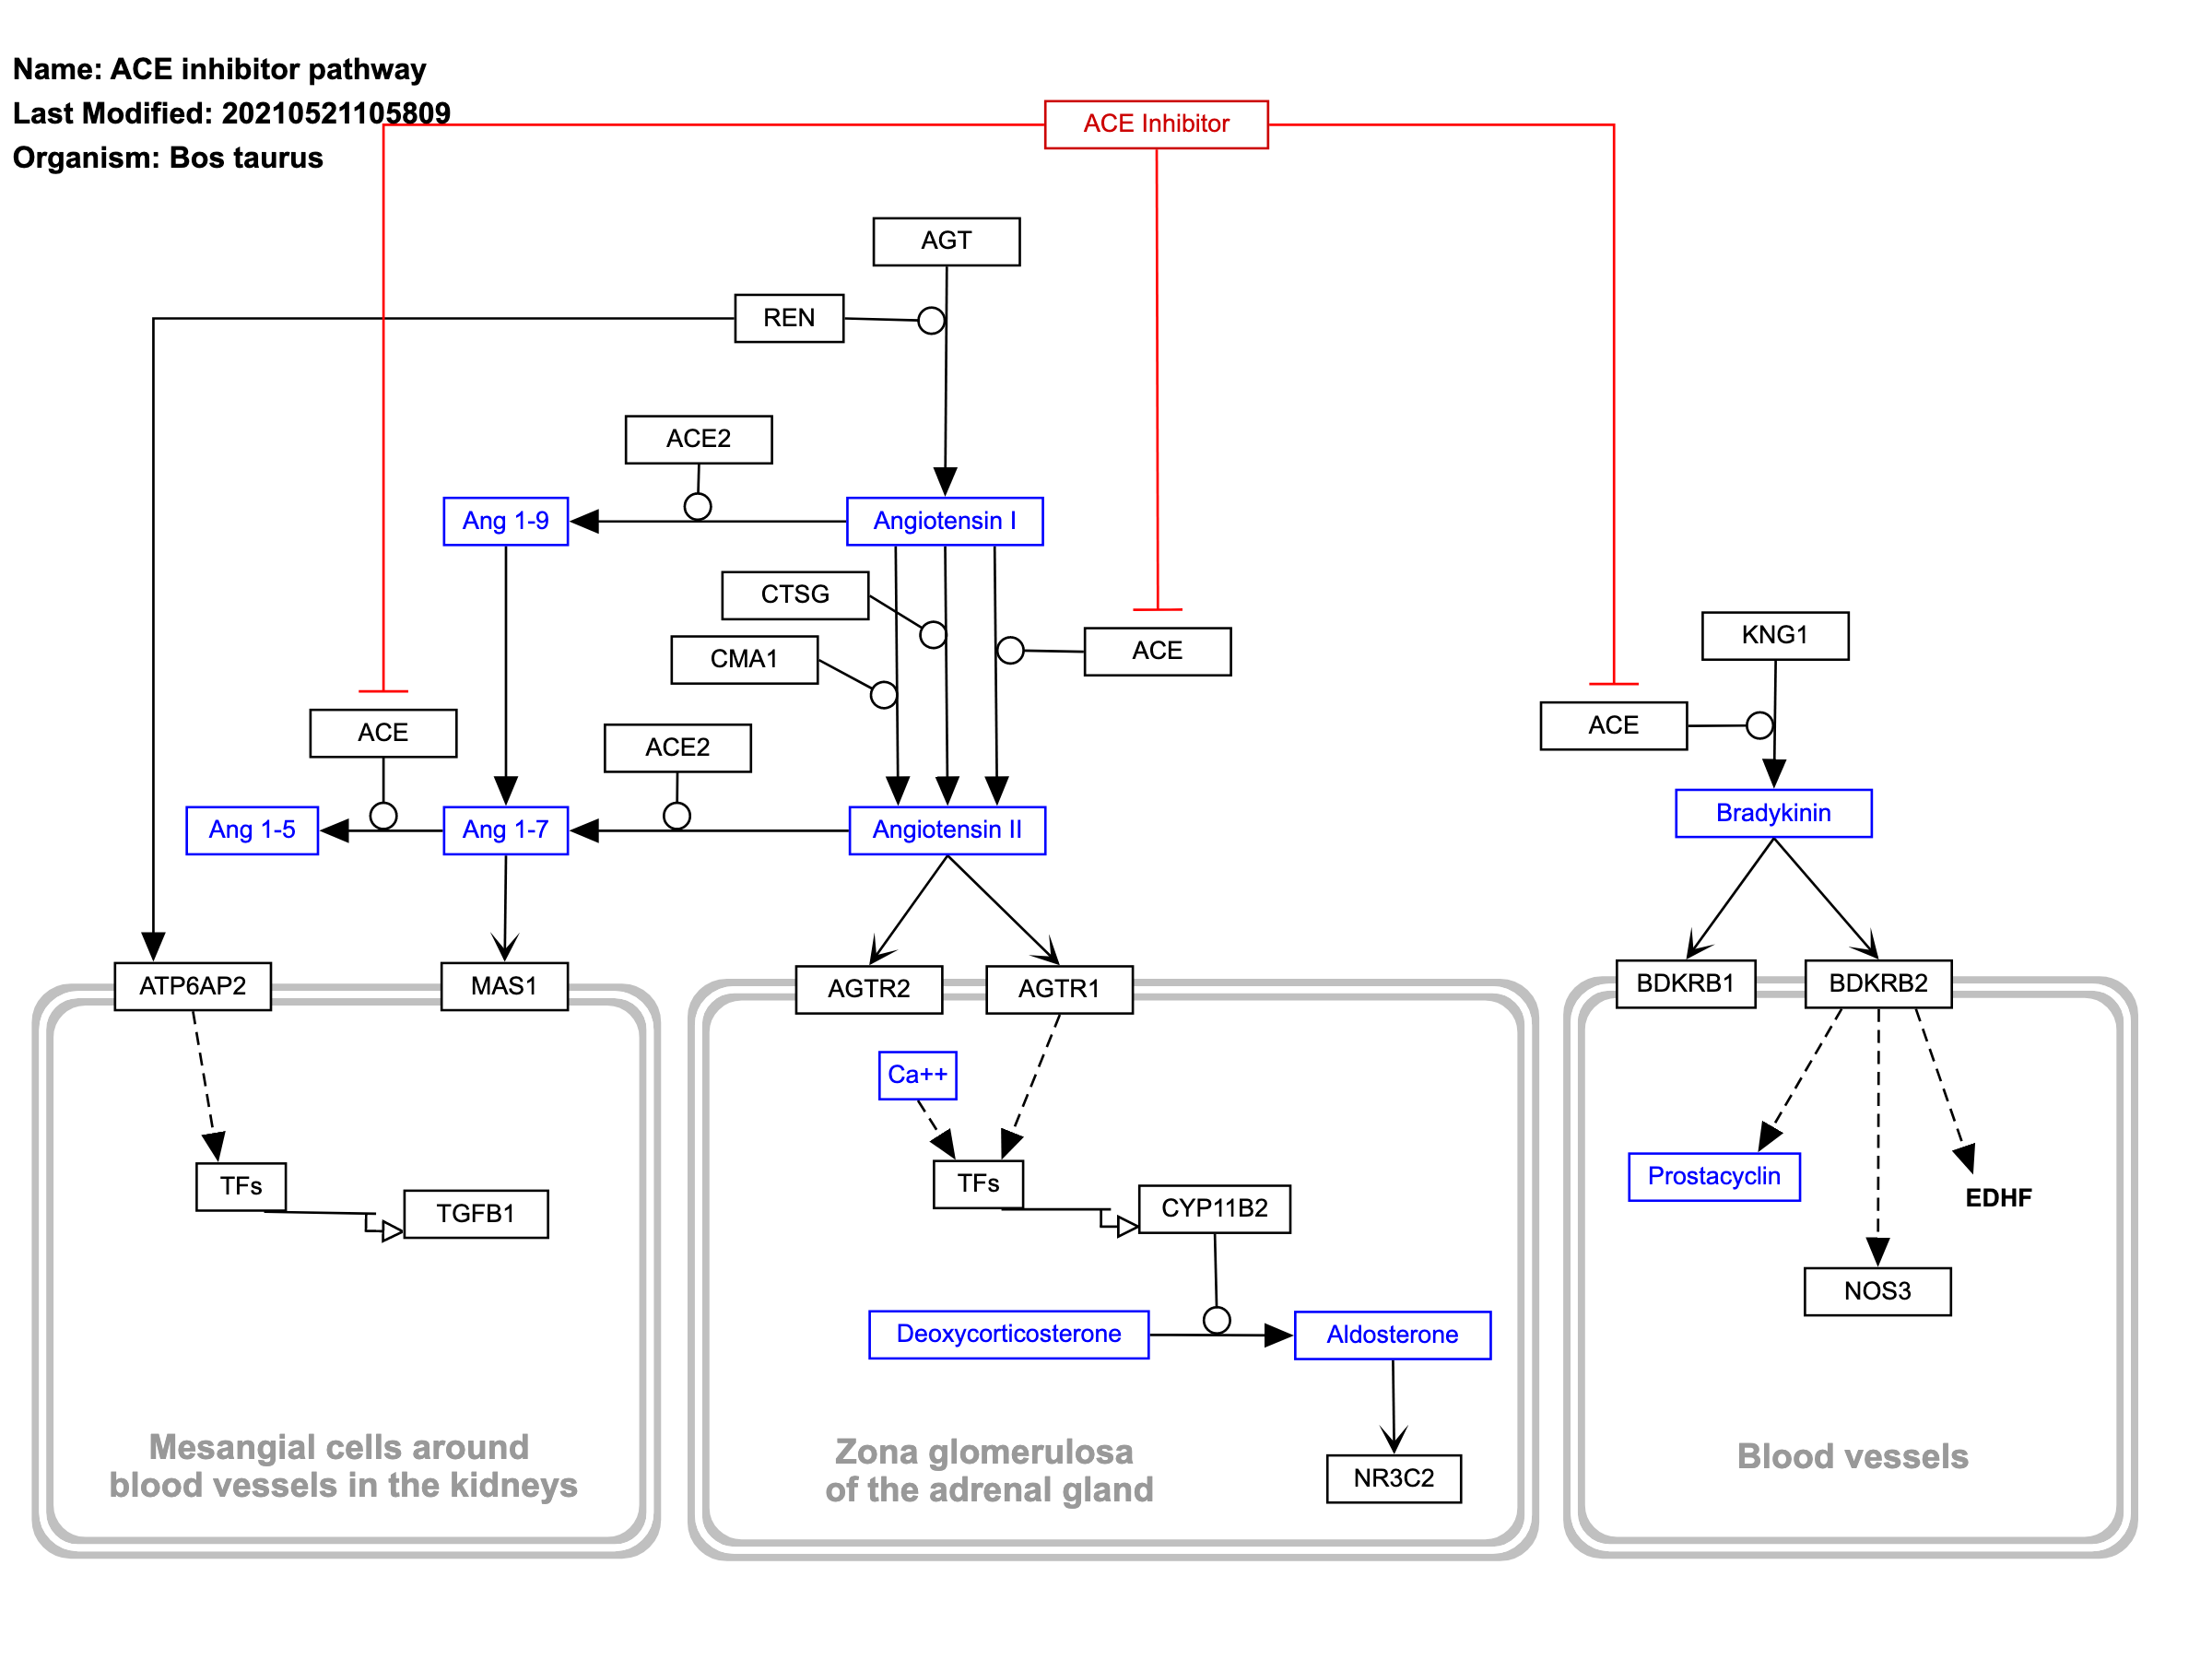 Name: ACE inhibitor pathway
Last Modified: 20210521105809
Organism: Bos taurus
ACE Inhibitor
AGT
REN
ACE2
Ang 1-9
Angiotensin I
CTSG
CMA1
ACE
KNG1
ACE
ACE
ACE2
Bradykinin
Ang 1-5
Ang 1-7
Angiotensin II
ATP6AP2
MAS1
AGTR2
AGTR1
BDKRB1
BDKRB2
Ca++
TFs
TGFB1
TFs
CYP11B2
Prostacyclin
EDHF
NOS3
Deoxycorticosterone
Aldosterone
NR3C2
Mesangial cells around
blood vessels in the kidneys
Zona glomerulosa
of the adrenal gland
Blood vessels